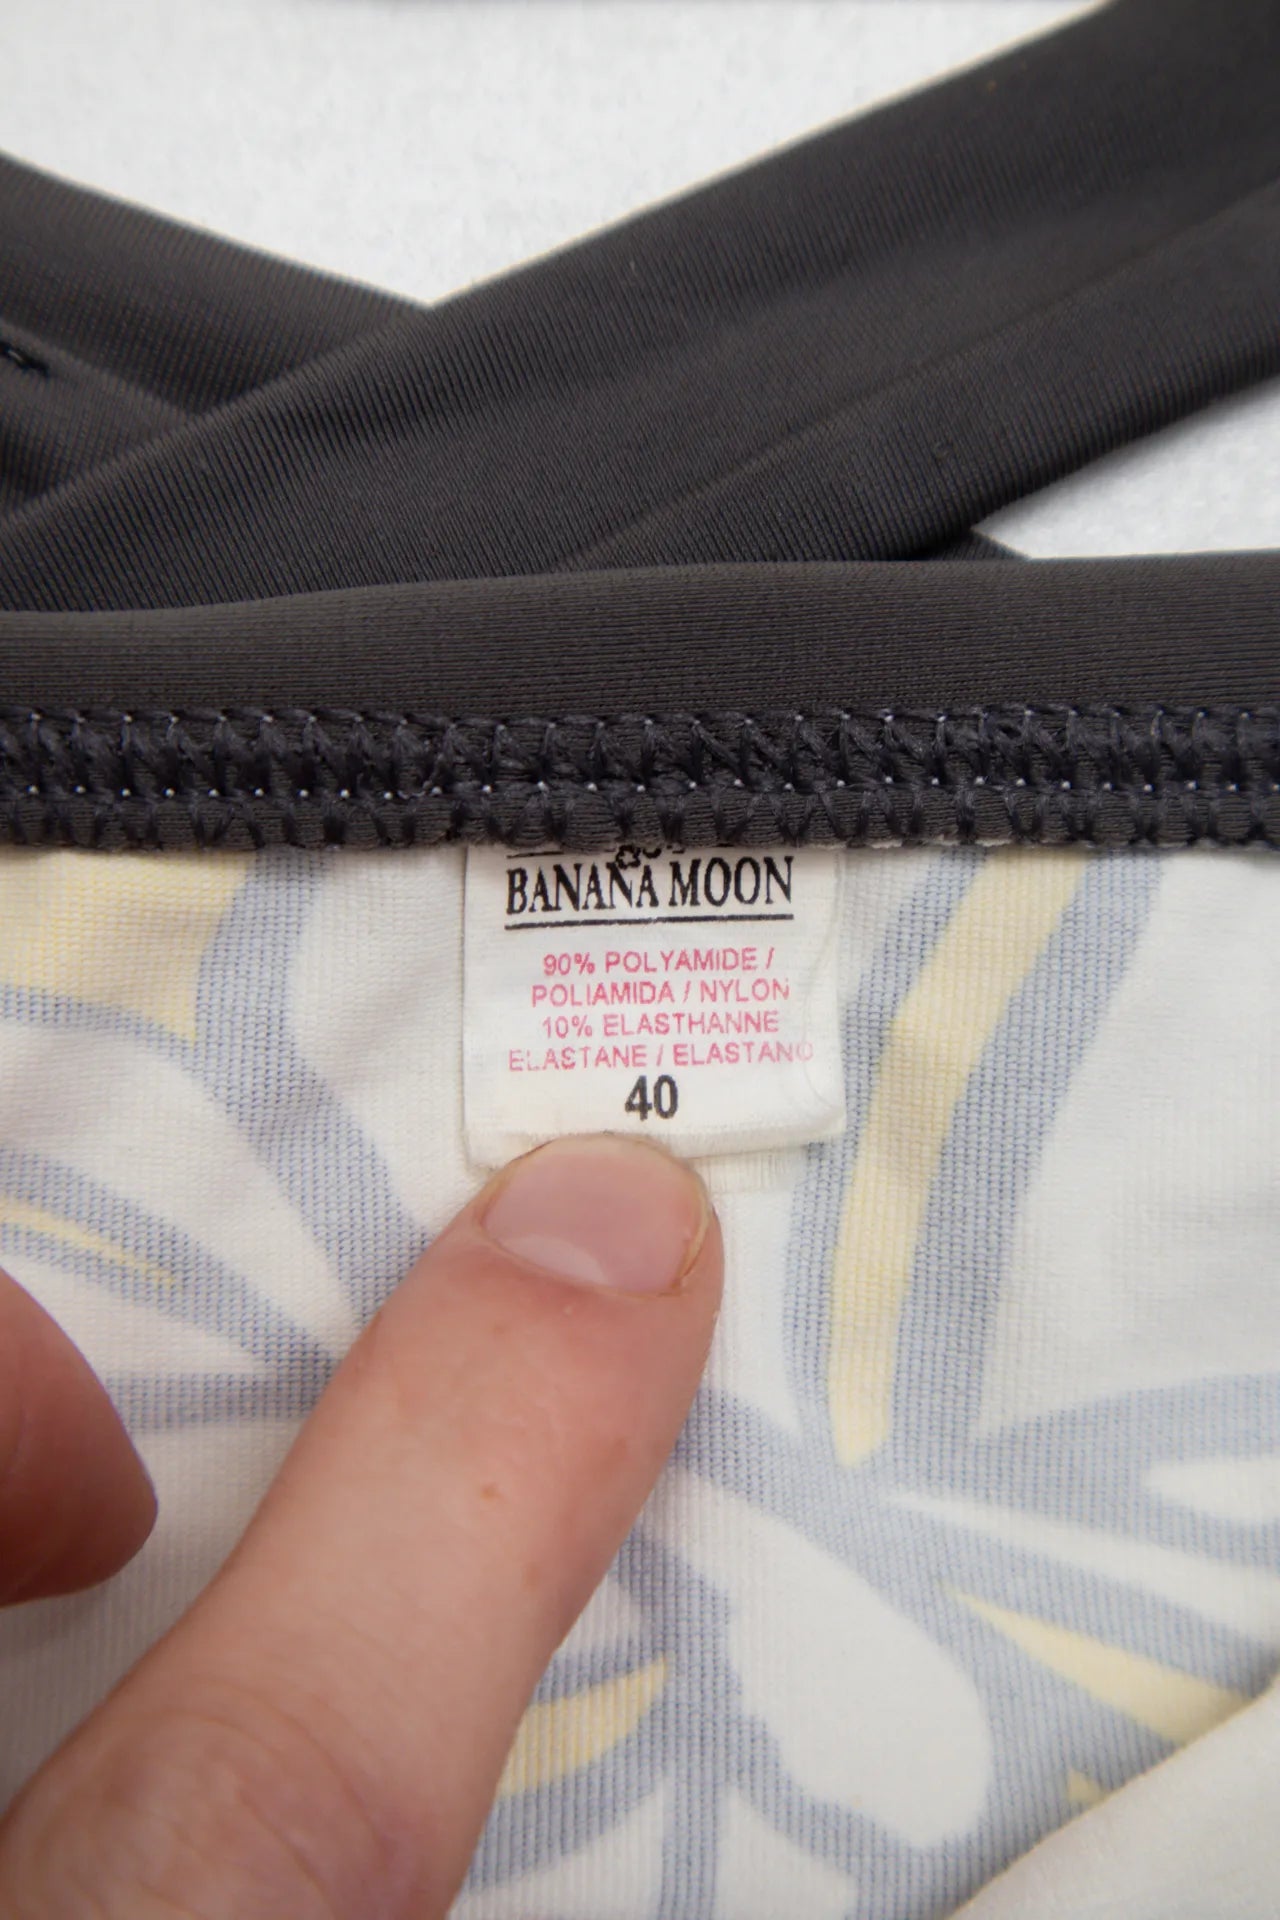 BANANA MOON
90% POLYAMIDE /
POLIAMIDA / NYLON
10% ELASTHANNE
ELASTANE / ELASTANO
40